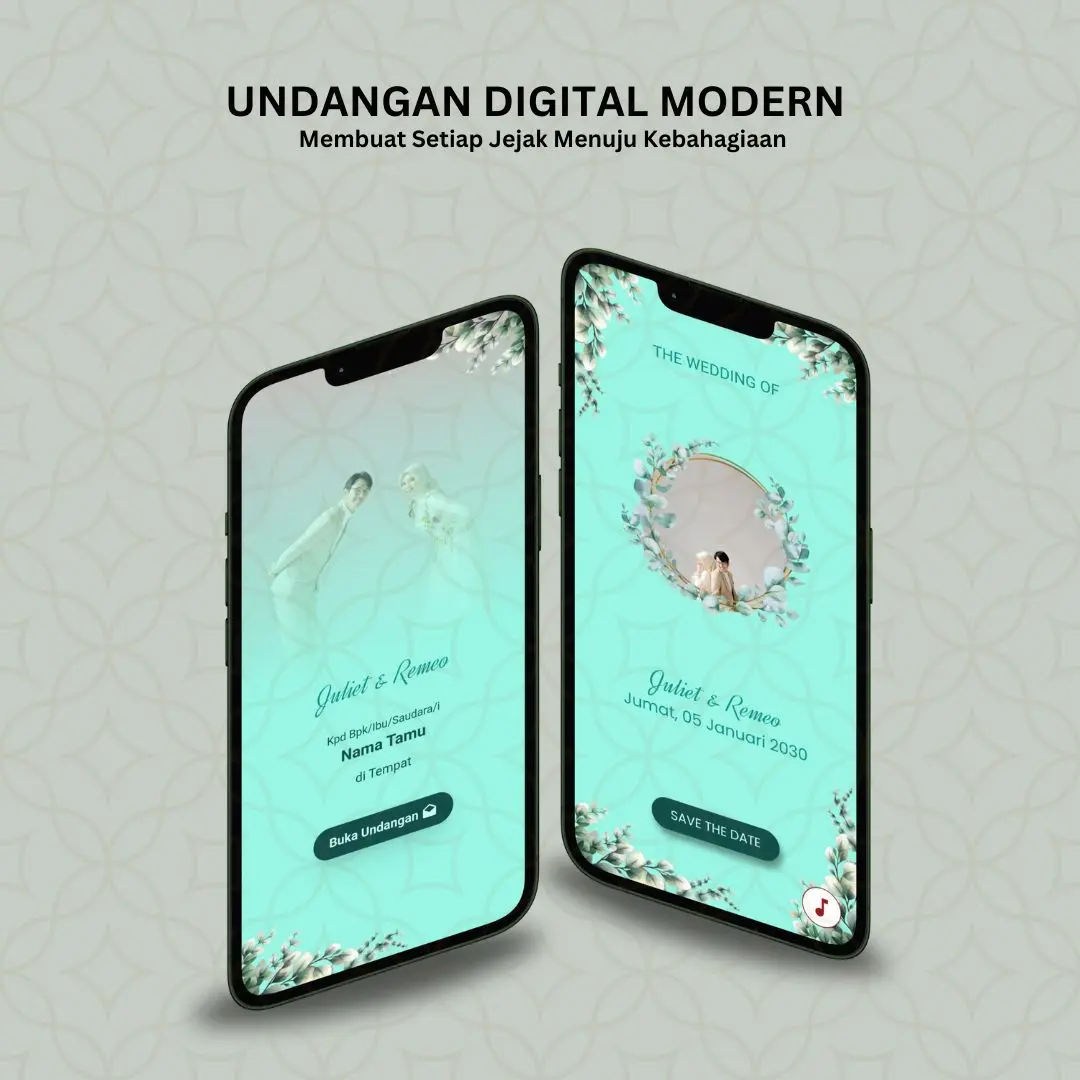 UNDANGAN DIGITAL MODERN
Membuat Setiap Jejak Menuju Kebahagiaan
Juliet & Remeo
Kpd Bpk/Ibu/Saudara/i
Nama Tamu
di Tempat
Buka Undangan
THE WEDDING OF
Juliet & Remeo
Jumat, 05 Januari 2030
SAVE THE DATE